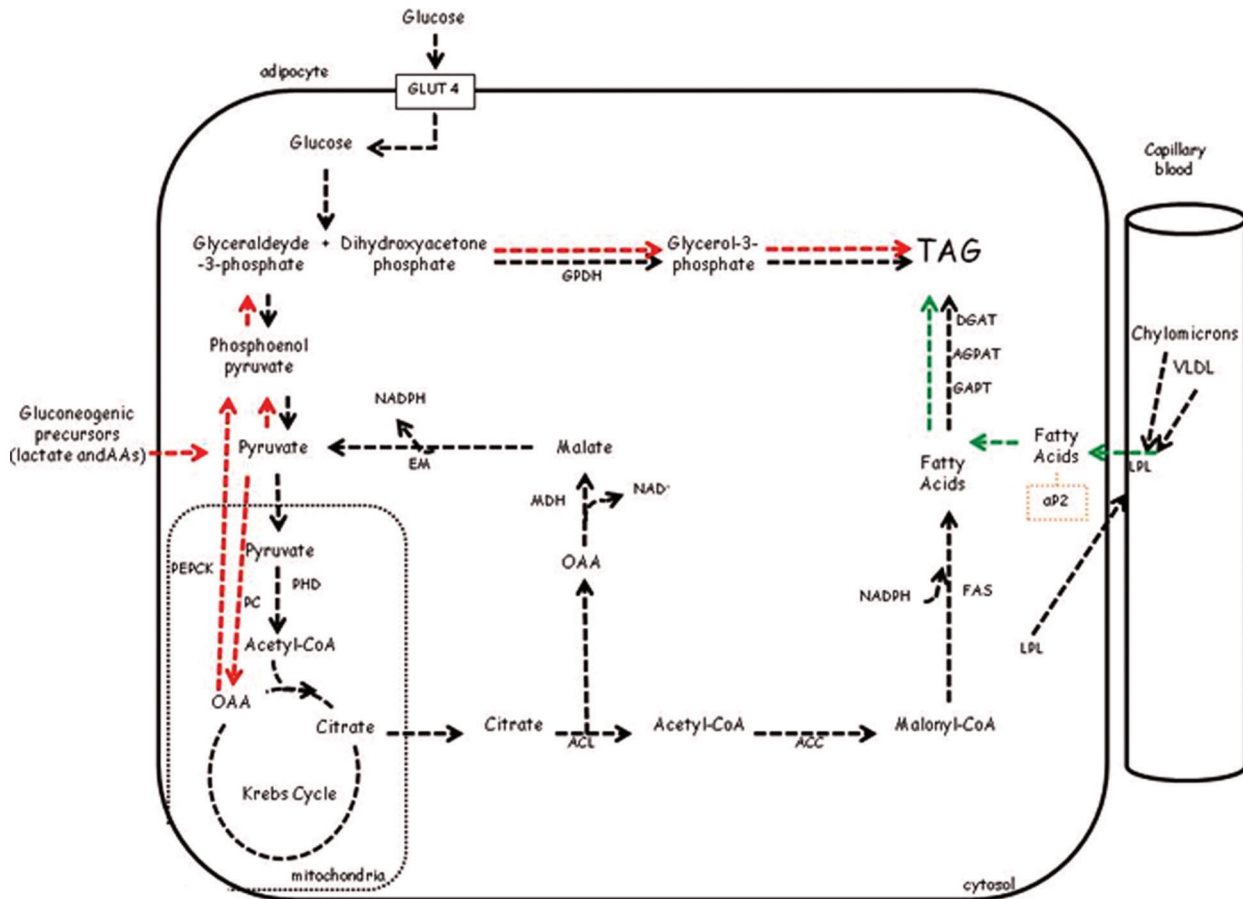 Glucose
adipocyte
GLUT 4
Glucose
Capillary
blood
Glyceraldeyde
-3-phosphate
+
Dihydroxyacetone
phosphate
GPDH
Glycerol-3-
phosphate
TAG
Phosphoenol
pyruvate
DGAT
AGPAT
GAPT
Chylomicrons
VLDL
Gluconeogenic
precursors
(lactate andAAs)
Pyruvate
NADPH
EM
Malate
Fatty
Acids
Fatty
Acids
LPL
aP2
MDH
NAD·
OAA
Pyruvate
PEPCK
PHD
PC
NADPH
FAS
Acetyl-CoA
LPL
OAA
Citrate
Citrate
ACL
Acetyl-CoA
ACC
Malonyl-CoA
Krebs Cycle
mitochondria
cytosol